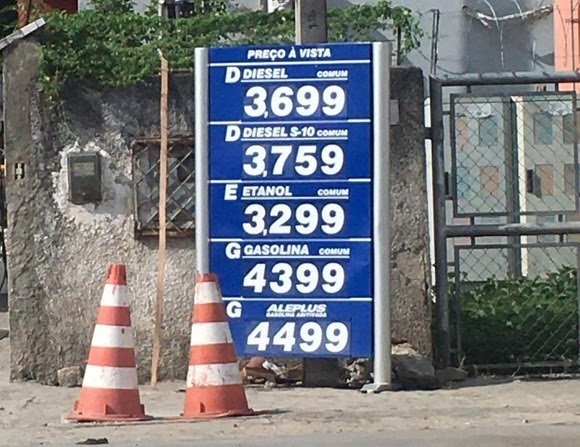 PREÇO À VISTA
D DIESEL COMUM
3,699
D DIESEL S-10 COMUM
3,759
E ETANOL COMUM
3,299
G GASOLINA COMUM
4399
G ALEPLUS
GASOLINA ADITIVADA
4499